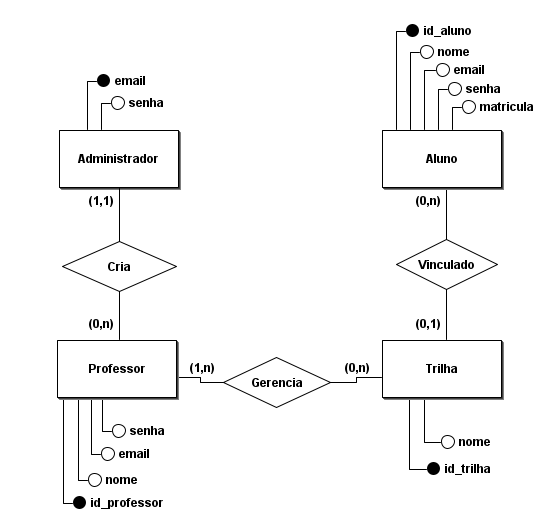 id_aluno
nome
email
senha
matricula
email
senha
Administrador
Aluno
(1,1)
(0,n)
Cria
Vinculado
(0,n)
(0,1)
Professor
(1,n)
Gerencia
(0,n)
Trilha
senha
email
nome
id_professor
nome
id_trilha